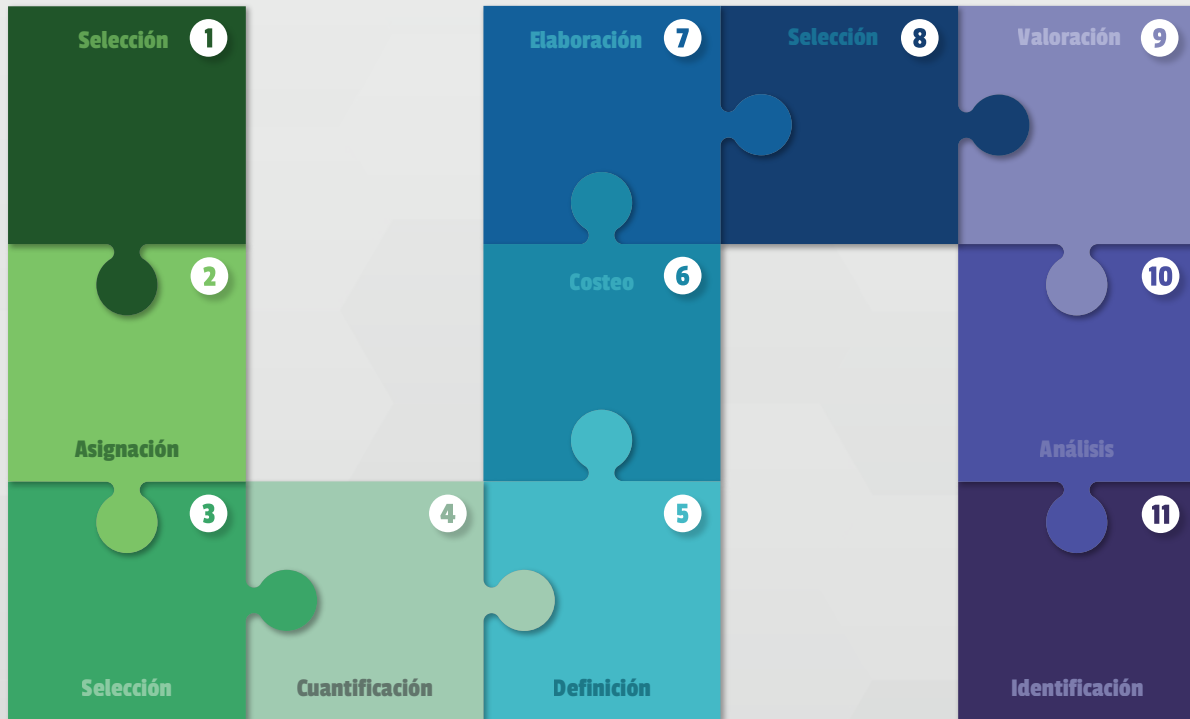 Selección 1
2
Asignación
3
Selección
4
Cuantificación
5
Definición
6
Costeo
Elaboración 7
Selección 8
Valoración 9
10
Análisis
11
Identificación